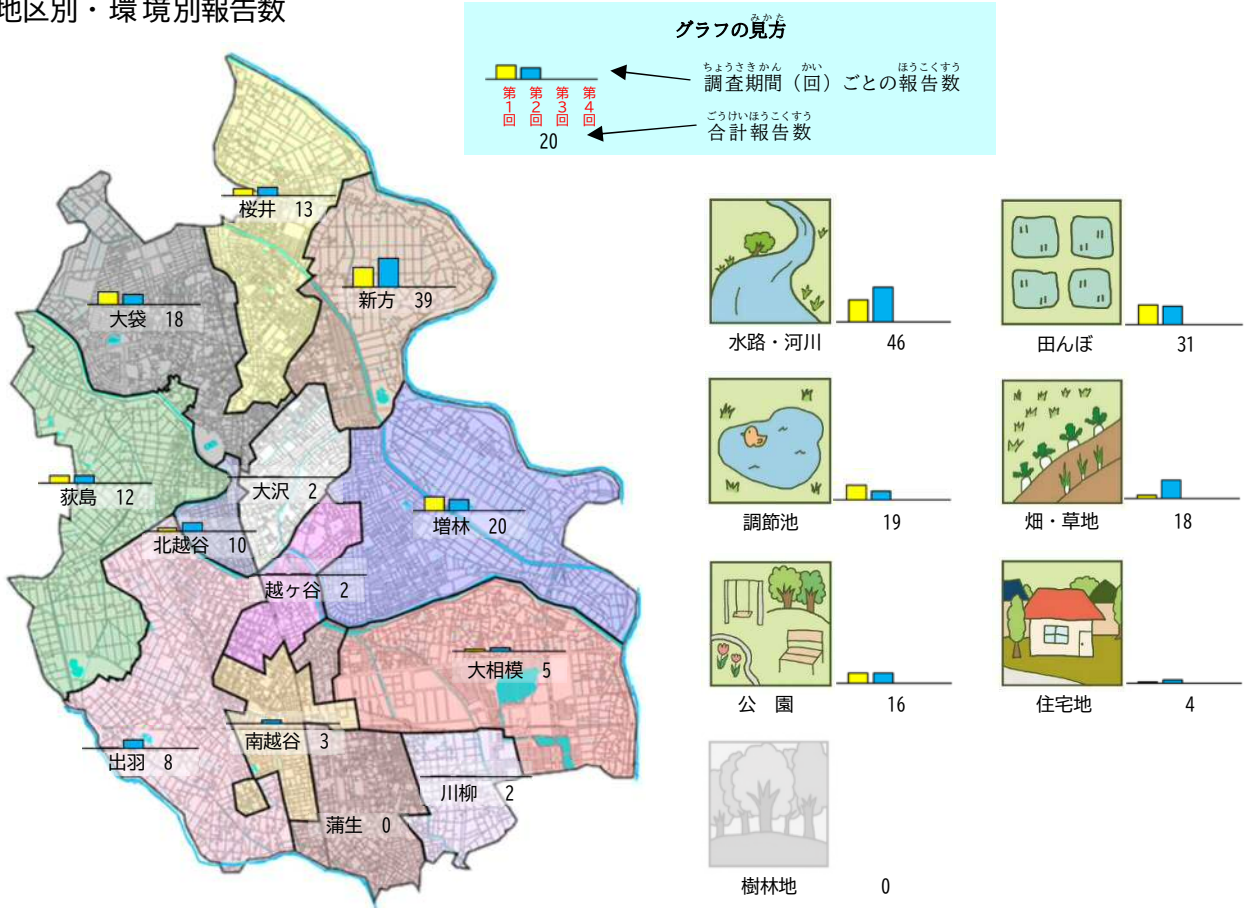 地区別・環境別報告数
グラフの見方
みかた
ちょうさきかん かい ほうこくすう
調査期間（回）ごとの報告数
第1回 第2回 第3回 第4回
ごうけいほうこくすう
合計報告数
20
桜井 13
新方 39
大袋 18
荻島 12
大沢 2
増林 20
北越谷 10
越ヶ谷 2
大相模 5
南越谷 3
出羽 8
川柳 2
蒲生 0
水路・河川 46
田んぼ 31
調節池 19
畑・草地 18
公 園 16
住宅地 4
樹林地 0